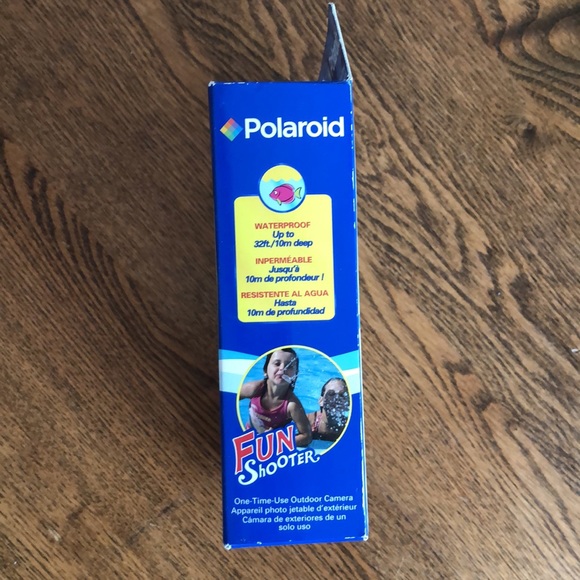 Polaroid
WATERPROOF
Up to
32ft./10m deep
INPERMÉABLE
Jusqu'à
10m de profondeur !
RESISTENTE AL AGUA
Hasta
10m de profundidad
FUN
SHOOTER
One-Time-Use Outdoor Camera
Appareil photo jetable d'extérieur
Cámara de exteriores de un
solo uso